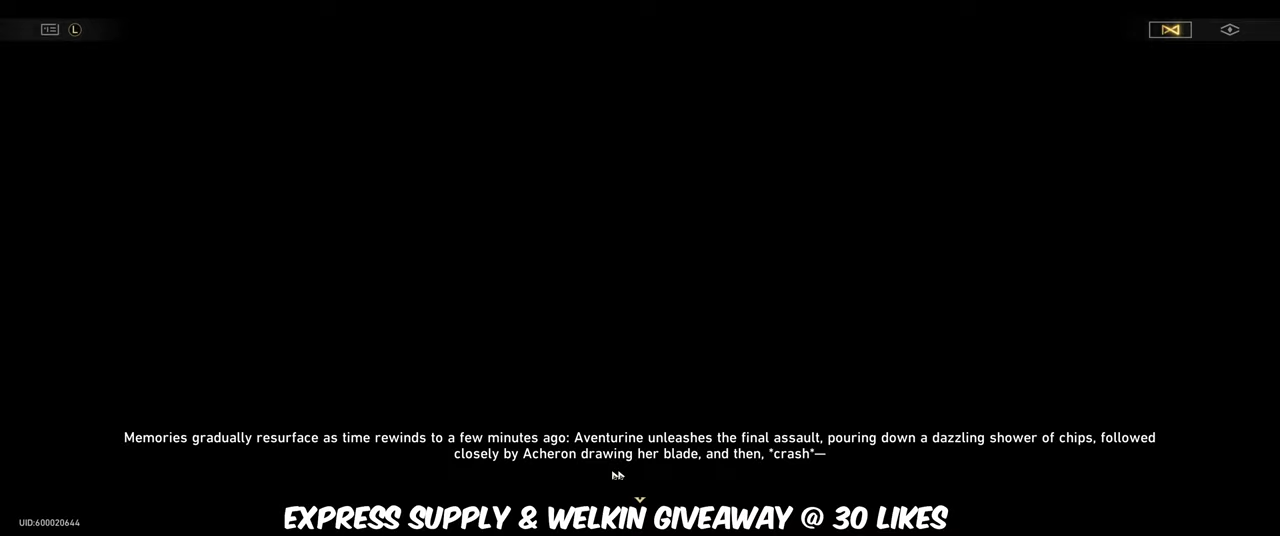 L
Memories gradually resurface as time rewinds to a few minutes ago: Aventurine unleashes the final assault, pouring down a dazzling shower of chips, followed
closely by Acheron drawing her blade, and then, *crash*—
UID:600020644
EXPRESS SUPPLY & WELKIN GIVEAWAY @ 30 LIKES